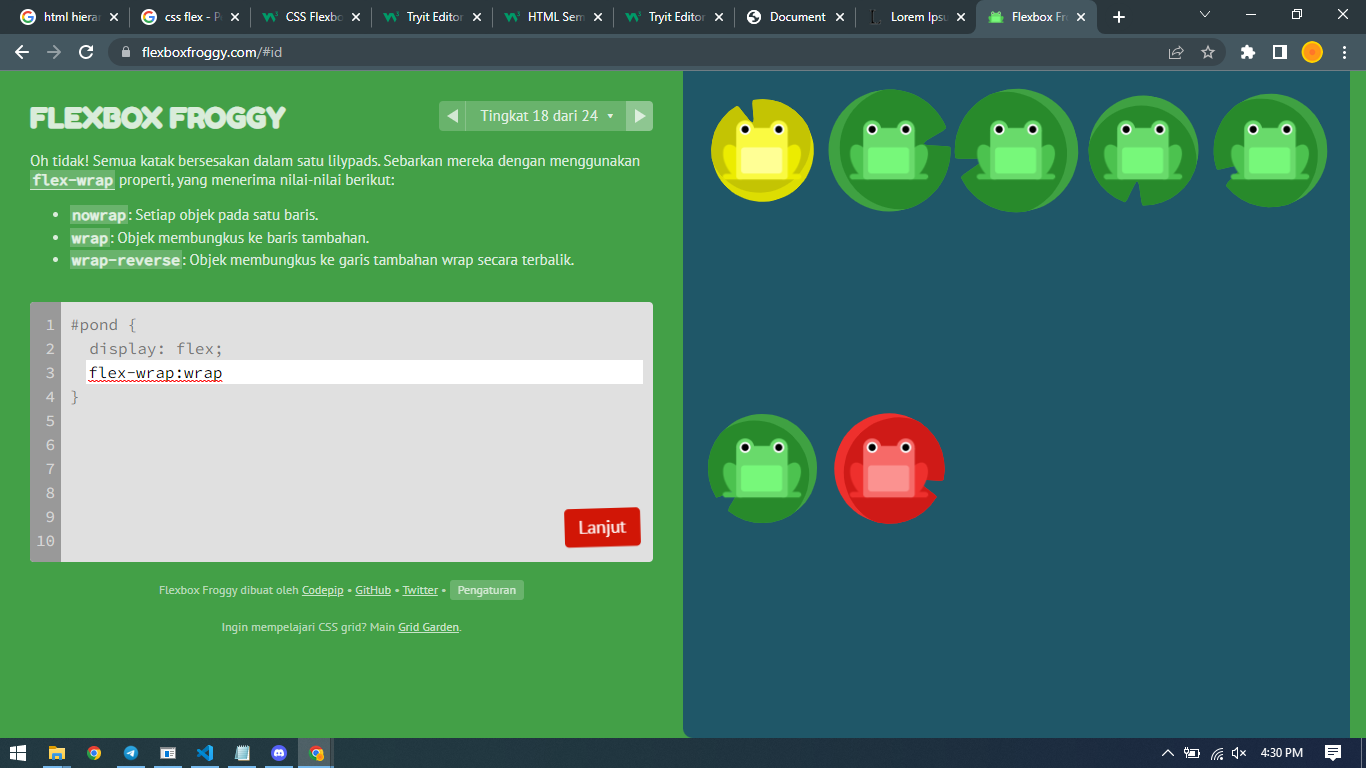 html hiera
css flex - P
CSS Flexbo
Tryit Editor
HTML Sem
Tryit Editor
Document
Lorem Ipsu
Flexbox Fro
flexboxfroggy.com/#id
FLEXBOX FROGGY
Tingkat 18 dari 24
Oh tidak! Semua katak bersesakan dalam satu lilypads. Sebarkan mereka dengan menggunakan
flex-wrap properti, yang menerima nilai-nilai berikut:
• nowrap: Setiap objek pada satu baris.
• wrap: Objek membungkus ke baris tambahan.
• wrap-reverse: Objek membungkus ke garis tambahan wrap secara terbalik.
1 #pond {
2 display: flex;
3 flex-wrap:wrap
4 }
5
6
7
8
9
10
Lanjut
Flexbox Froggy dibuat oleh Codepip • GitHub • Twitter • Pengaturan
Ingin mempelajari CSS grid? Main Grid Garden.
4:30 PM